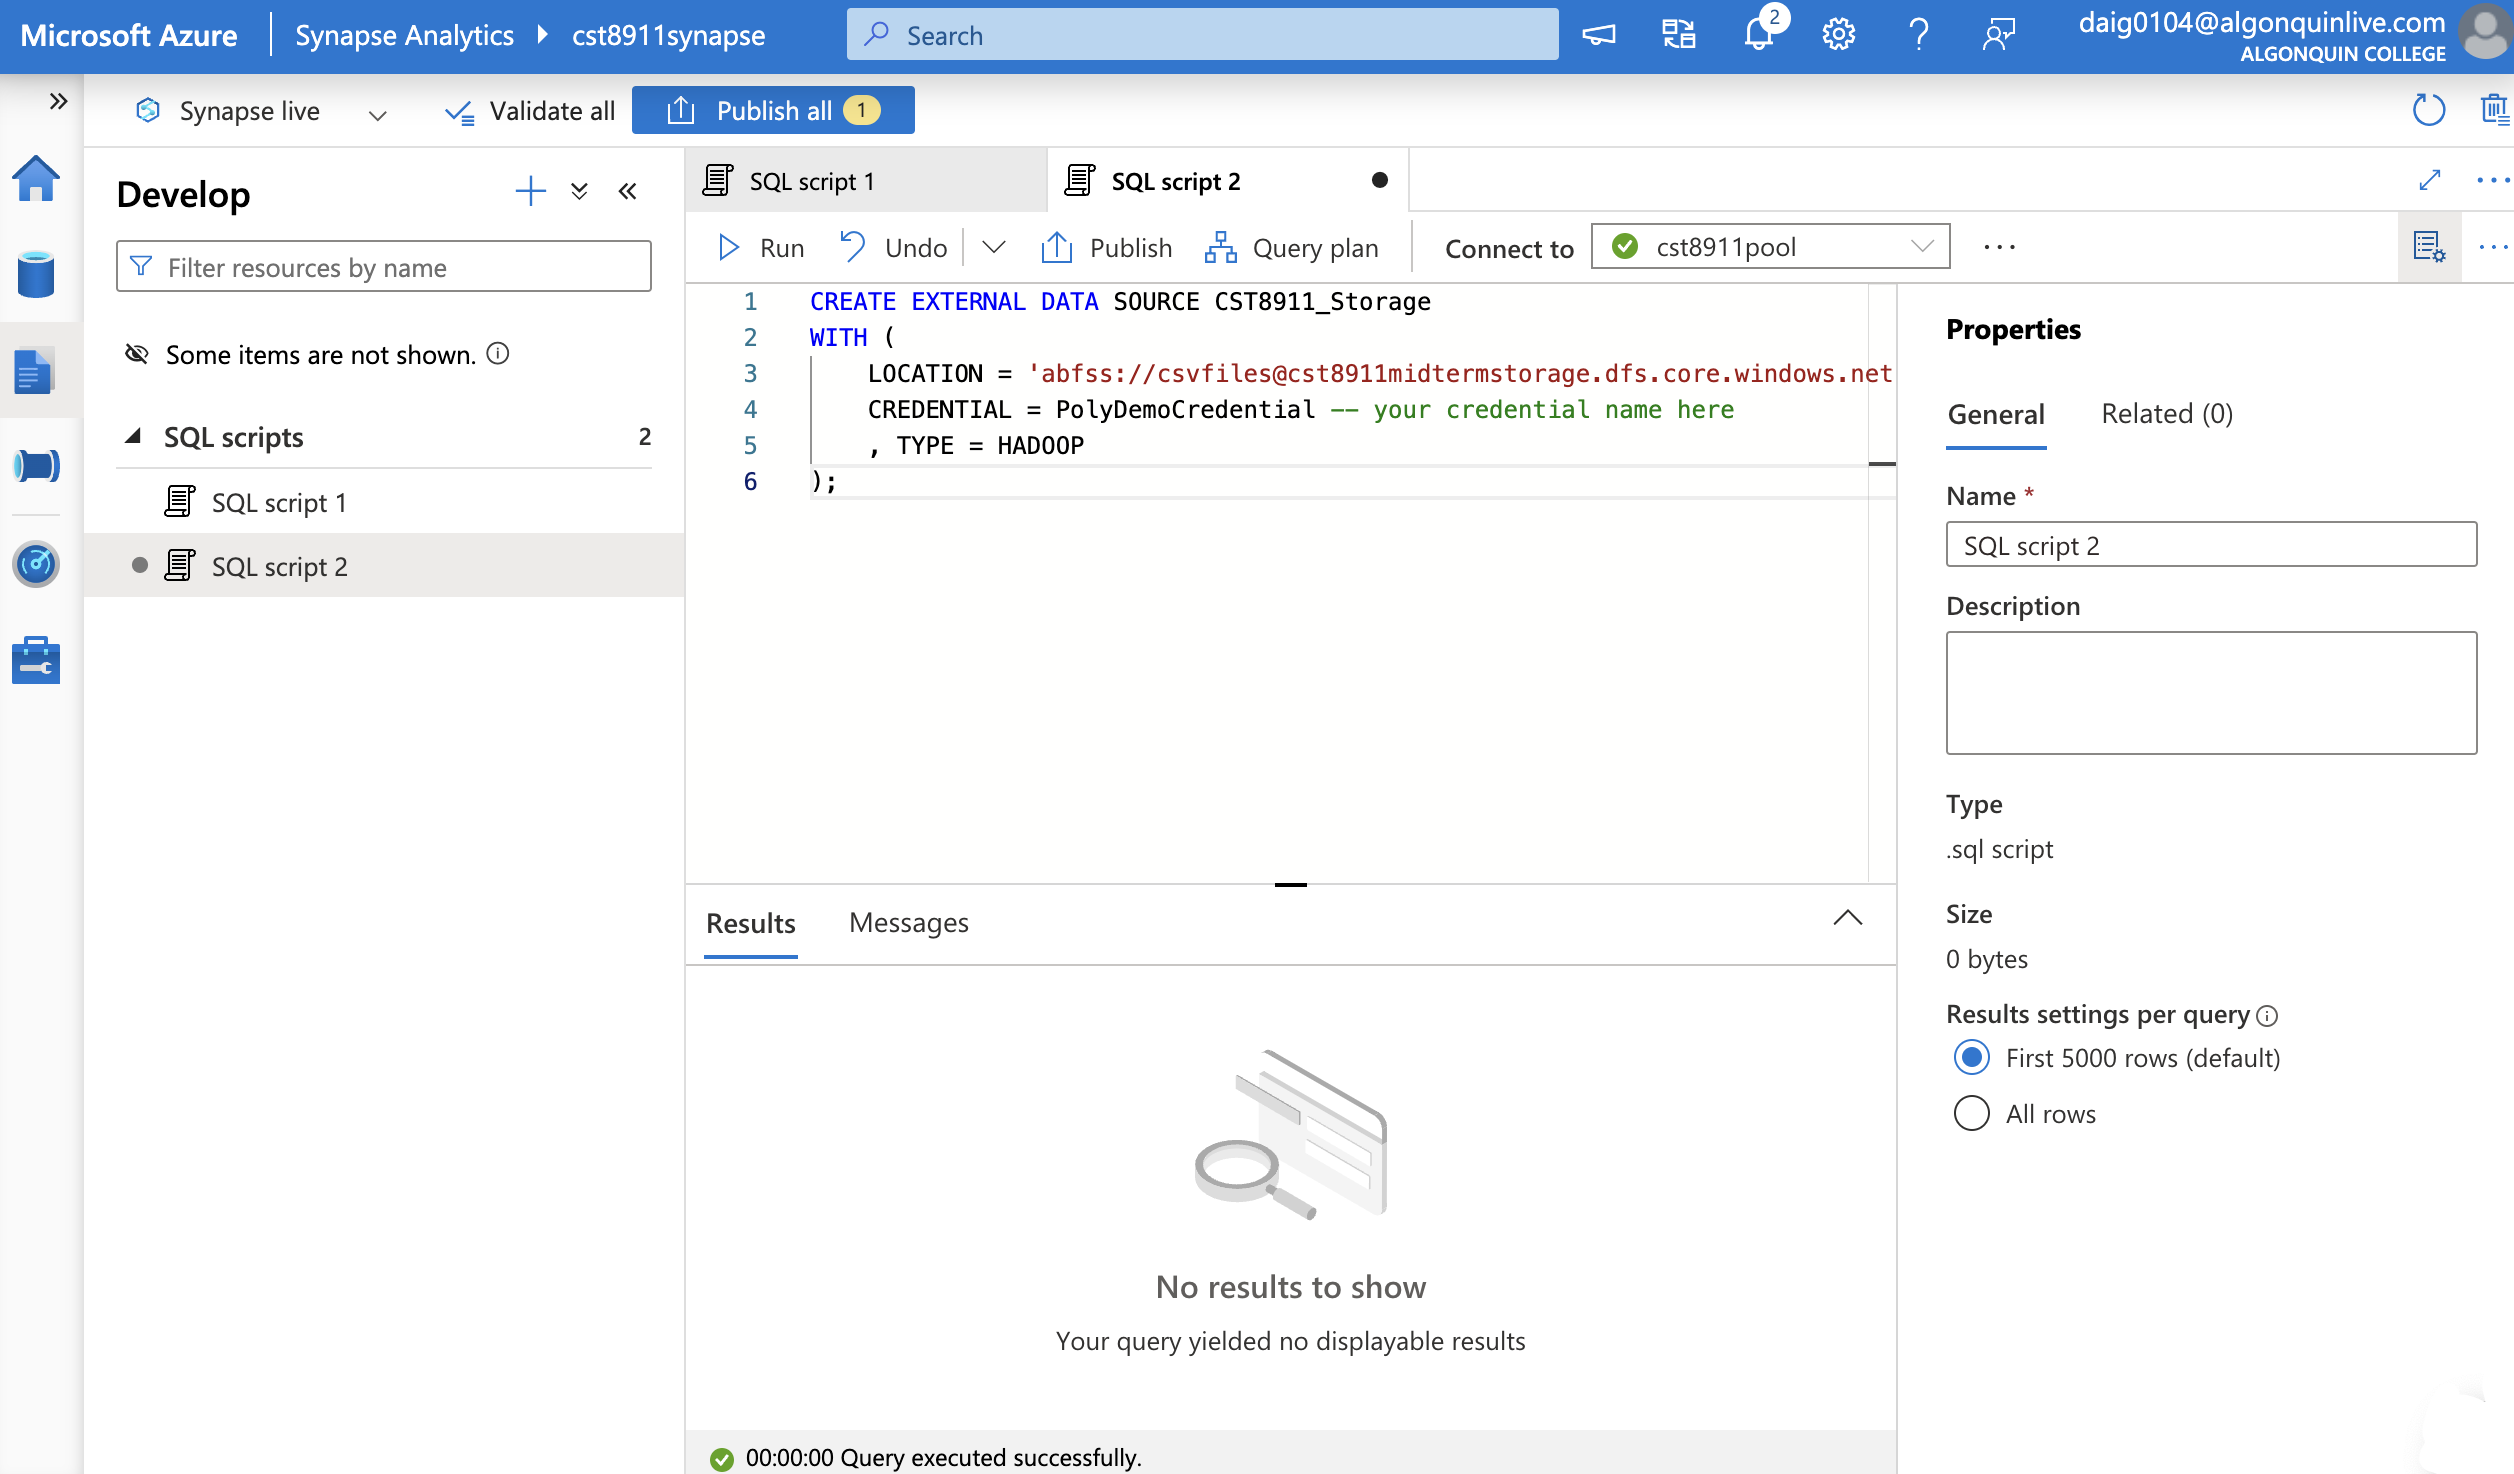 Microsoft Azure
Synapse Analytics
cst8911synapse
Search
2
daig0104@algonquinlive.com
ALGONQUIN COLLEGE
Synapse live
Validate all
Publish all 1
Develop
Filter resources by name
Some items are not shown.
SQL scripts 2
SQL script 1
SQL script 2
SQL script 1
SQL script 2
Run
Undo
Publish
Query plan
Connect to
cst8911pool
1 CREATE EXTERNAL DATA SOURCE CST8911_Storage
2 WITH (
3 LOCATION = 'abfss://csvfiles@cst8911midtermstorage.dfs.core.windows.net
4 CREDENTIAL = PolyDemoCredential -- your credential name here
5 , TYPE = HADOOP
6 );
Results
Messages
No results to show
Your query yielded no displayable results
00:00:00 Query executed successfully.
Properties
General
Related (0)
Name *
SQL script 2
Description
Type
.sql script
Size
0 bytes
Results settings per query
First 5000 rows (default)
All rows